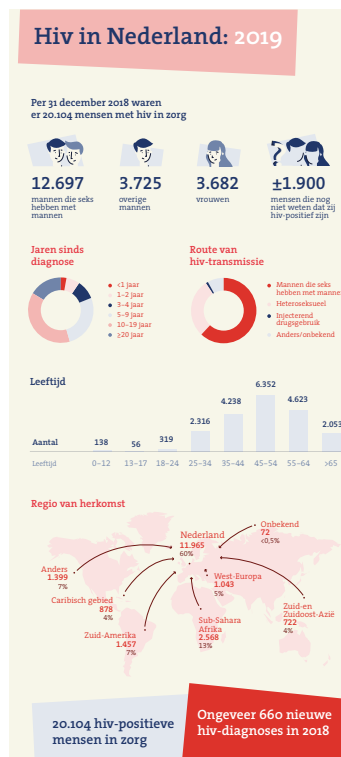 Hiv in Nederland: 2019
Per 31 december 2018 waren
er 20.104 mensen met hiv in zorg
12.697
mannen die seks
hebben met
mannen
3.725
overige
mannen
3.682
vrouwen
±1.900
mensen die nog
niet weten dat zij
hiv-positief zijn
Jaren sinds
diagnose
<1 jaar
1–2 jaar
3–4 jaar
5–9 jaar
10–19 jaar
≥20 jaar
Route van
hiv-transmissie
Mannen die seks
hebben met manne
Heteroseksueel
Injecterend
drugsgebruik
Anders/onbekend
Leeftijd
Aantal
138
56
319
2.316
4.238
6.352
4.623
2.053
Leeftijd
0–12
13–17
18–24
25–34
35–44
45–54
55–64
>65
Regio van herkomst
Onbekend
72
<0,5%
Nederland
11.965
60%
Anders
1.399
7%
West-Europa
1.043
5%
Caribisch gebied
878
4%
Zuid-en
Zuidoost-Azië
722
4%
Sub-Sahara
Afrika
2.568
13%
Zuid-Amerika
1.457
7%
20.104 hiv-positieve
mensen in zorg
Ongeveer 660 nieuwe
hiv-diagnoses in 2018